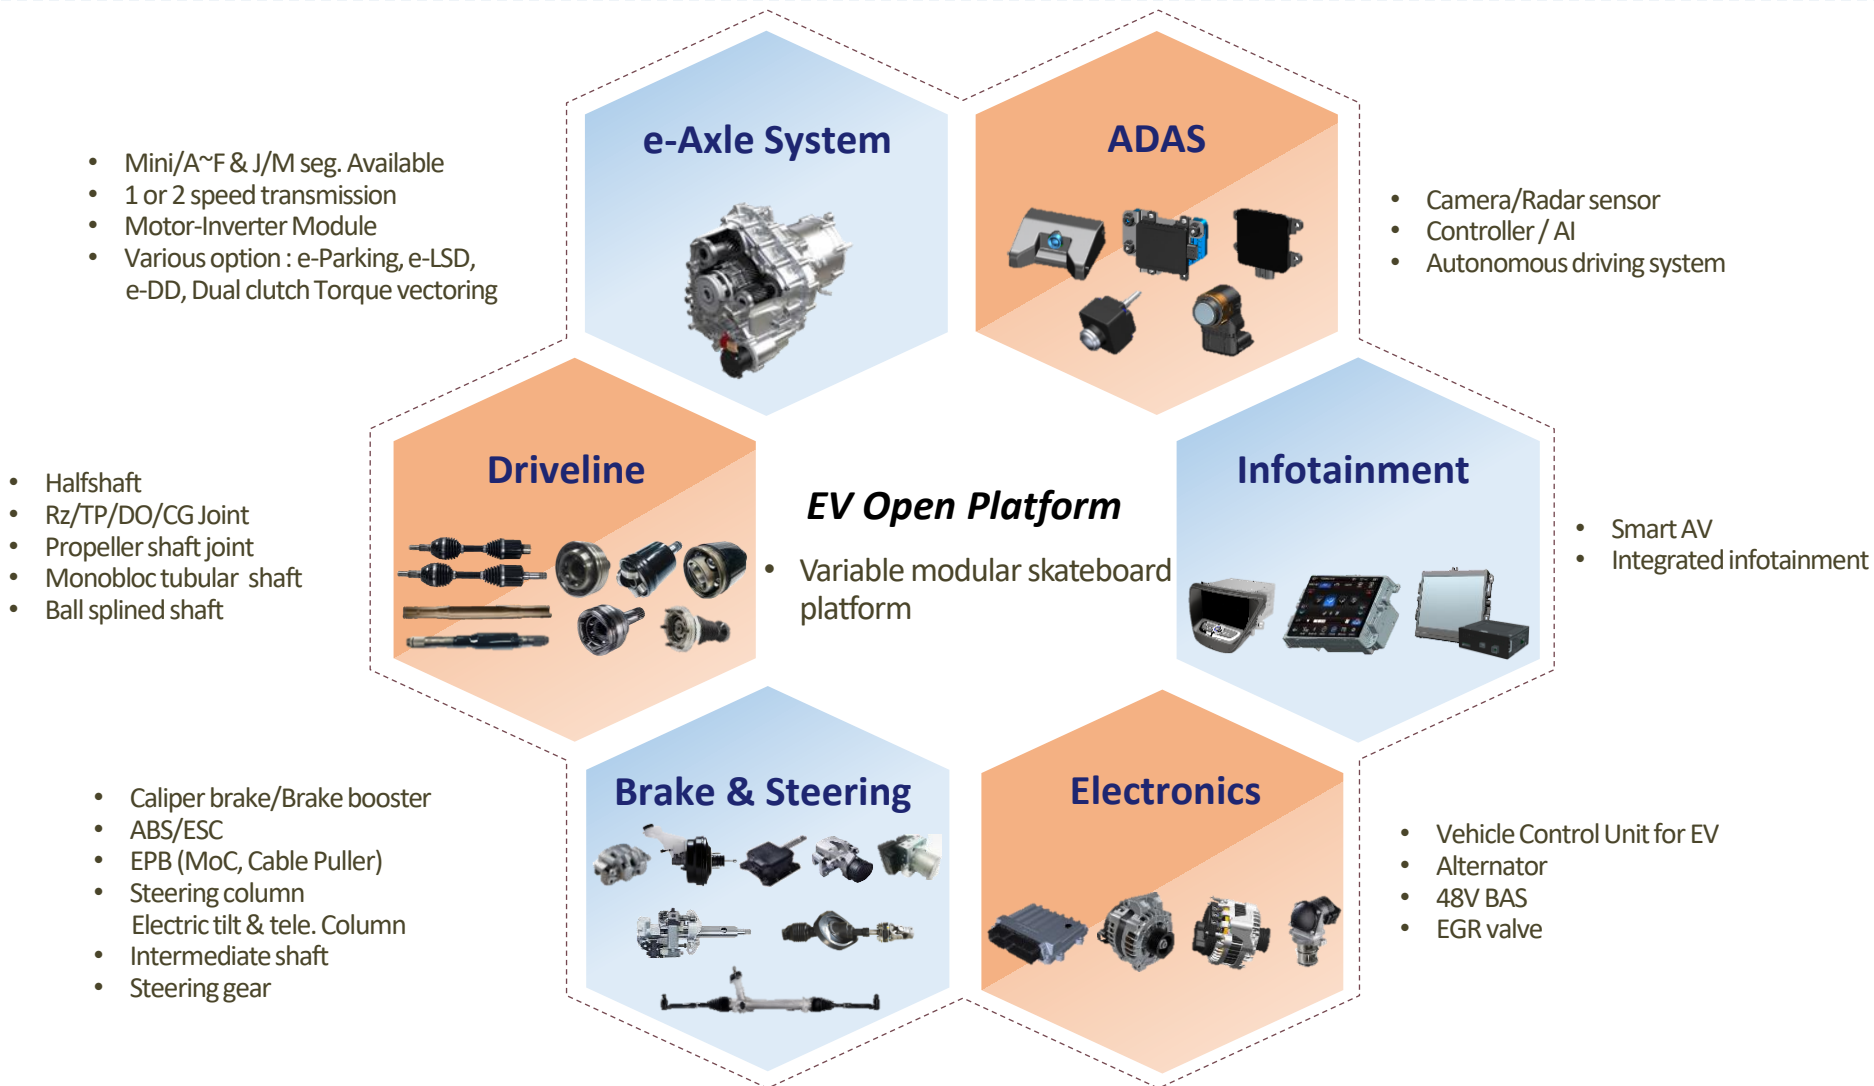 e-Axle System
• Mini/A~F & J/M seg. Available
• 1 or 2 speed transmission
• Motor-Inverter Module
• Various option : e-Parking, e-LSD,
e-DD, Dual clutch Torque vectoring
ADAS
• Camera/Radar sensor
• Controller / AI
• Autonomous driving system
Driveline
• Halfshaft
• Rz/TP/DO/CG Joint
• Propeller shaft joint
• Monobloc tubular shaft
• Ball splined shaft
EV Open Platform
• Variable modular skateboard
platform
Infotainment
• Smart AV
• Integrated infotainment
Brake & Steering
• Caliper brake/Brake booster
• ABS/ESC
• EPB (MoC, Cable Puller)
• Steering column
Electric tilt & tele. Column
• Intermediate shaft
• Steering gear
Electronics
• Vehicle Control Unit for EV
• Alternator
• 48V BAS
• EGR valve